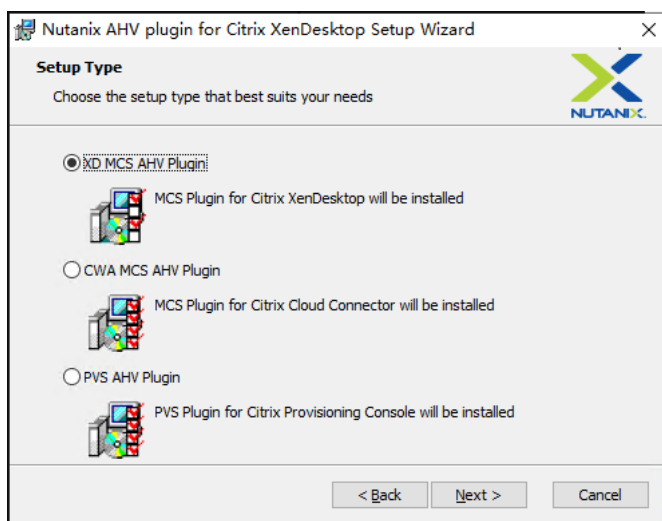 Nutanix AHV plugin for Citrix XenDesktop Setup Wizard
Setup Type
Choose the setup type that best suits your needs
NUTANIX.
XD MCS AHV Plugin
MCS Plugin for Citrix XenDesktop will be installed
CWA MCS AHV Plugin
MCS Plugin for Citrix Cloud Connector will be installed
PVS AHV Plugin
PVS Plugin for Citrix Provisioning Console will be installed
< Back Next > Cancel